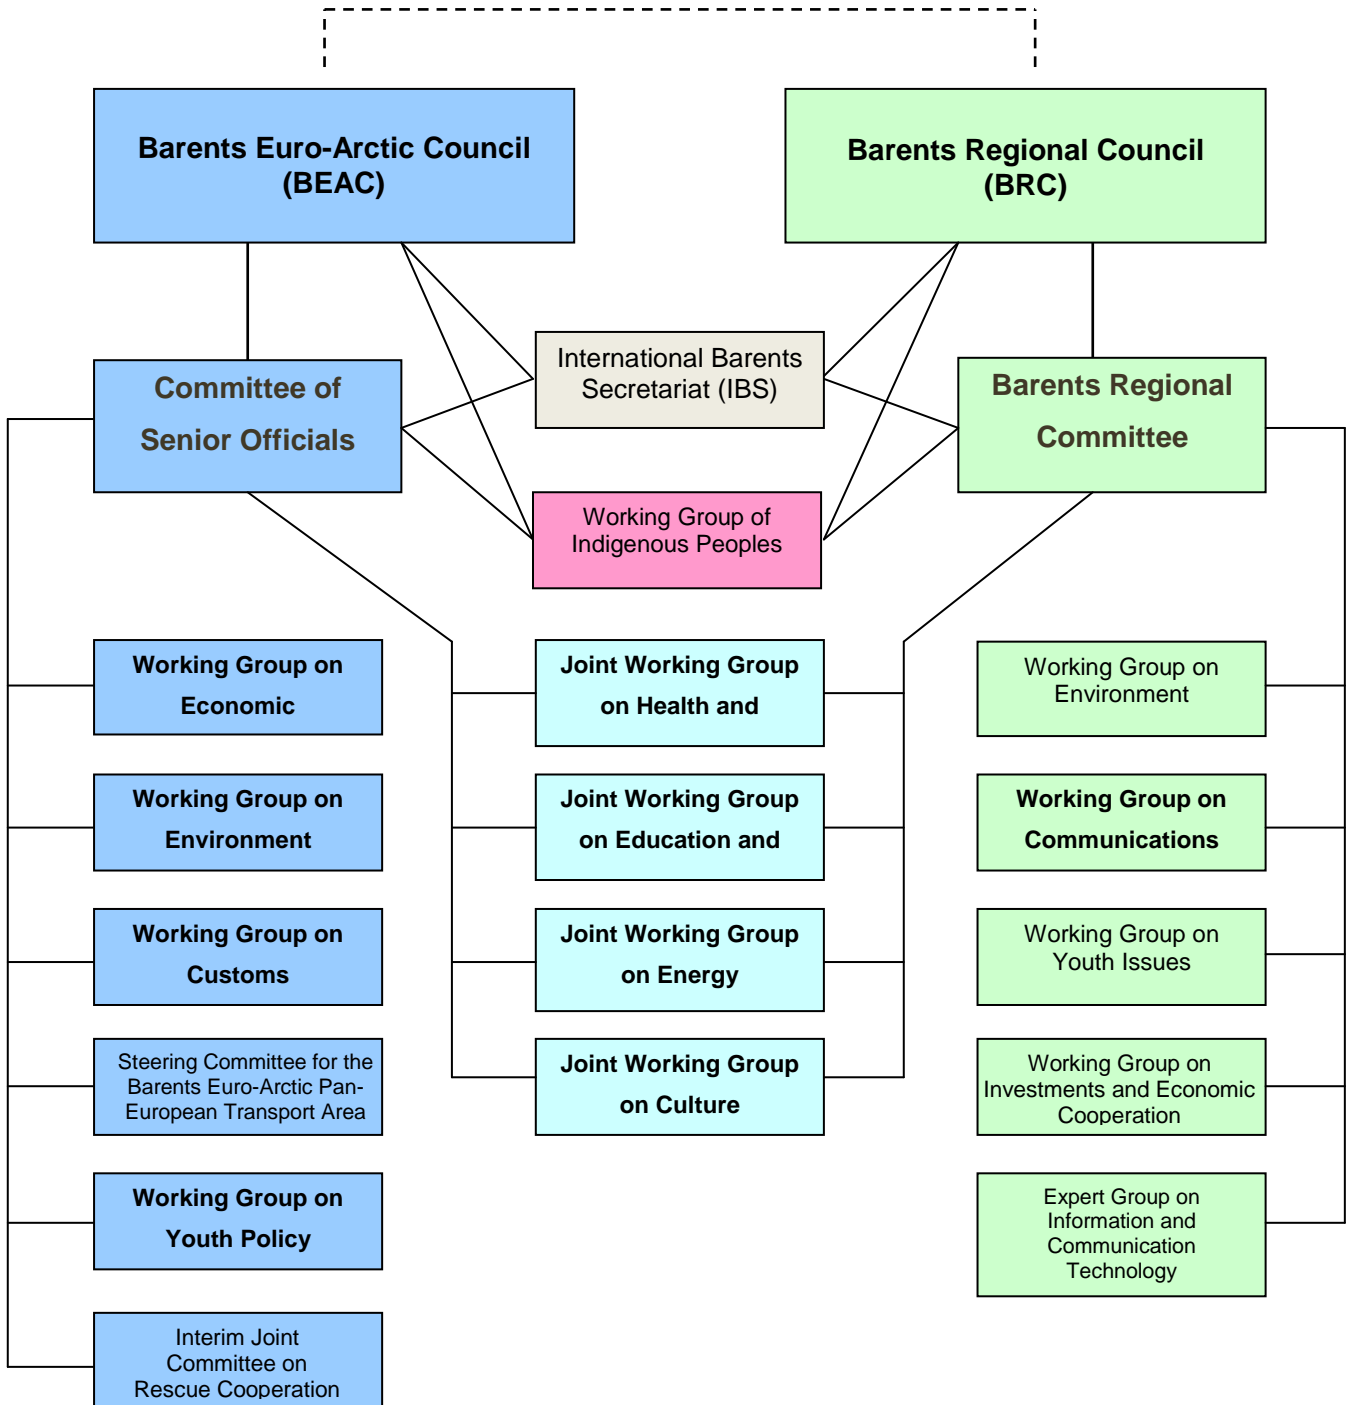 Barents Euro-Arctic Council
(BEAC)
Barents Regional Council
(BRC)
International Barents
Secretariat (IBS)
Committee of
Senior Officials
Barents Regional
Committee
Working Group of
Indigenous Peoples
Working Group on
Economic
Joint Working Group
on Health and
Working Group on
Environment
Working Group on
Environment
Joint Working Group
on Education and
Working Group on
Communications
Working Group on
Customs
Joint Working Group
on Energy
Working Group on
Youth Issues
Steering Committee for the
Barents Euro-Arctic Pan-
European Transport Area
Joint Working Group
on Culture
Working Group on
Investments and Economic
Cooperation
Working Group on
Youth Policy
Expert Group on
Information and
Communication
Technology
Interim Joint
Committee on
Rescue Cooperation